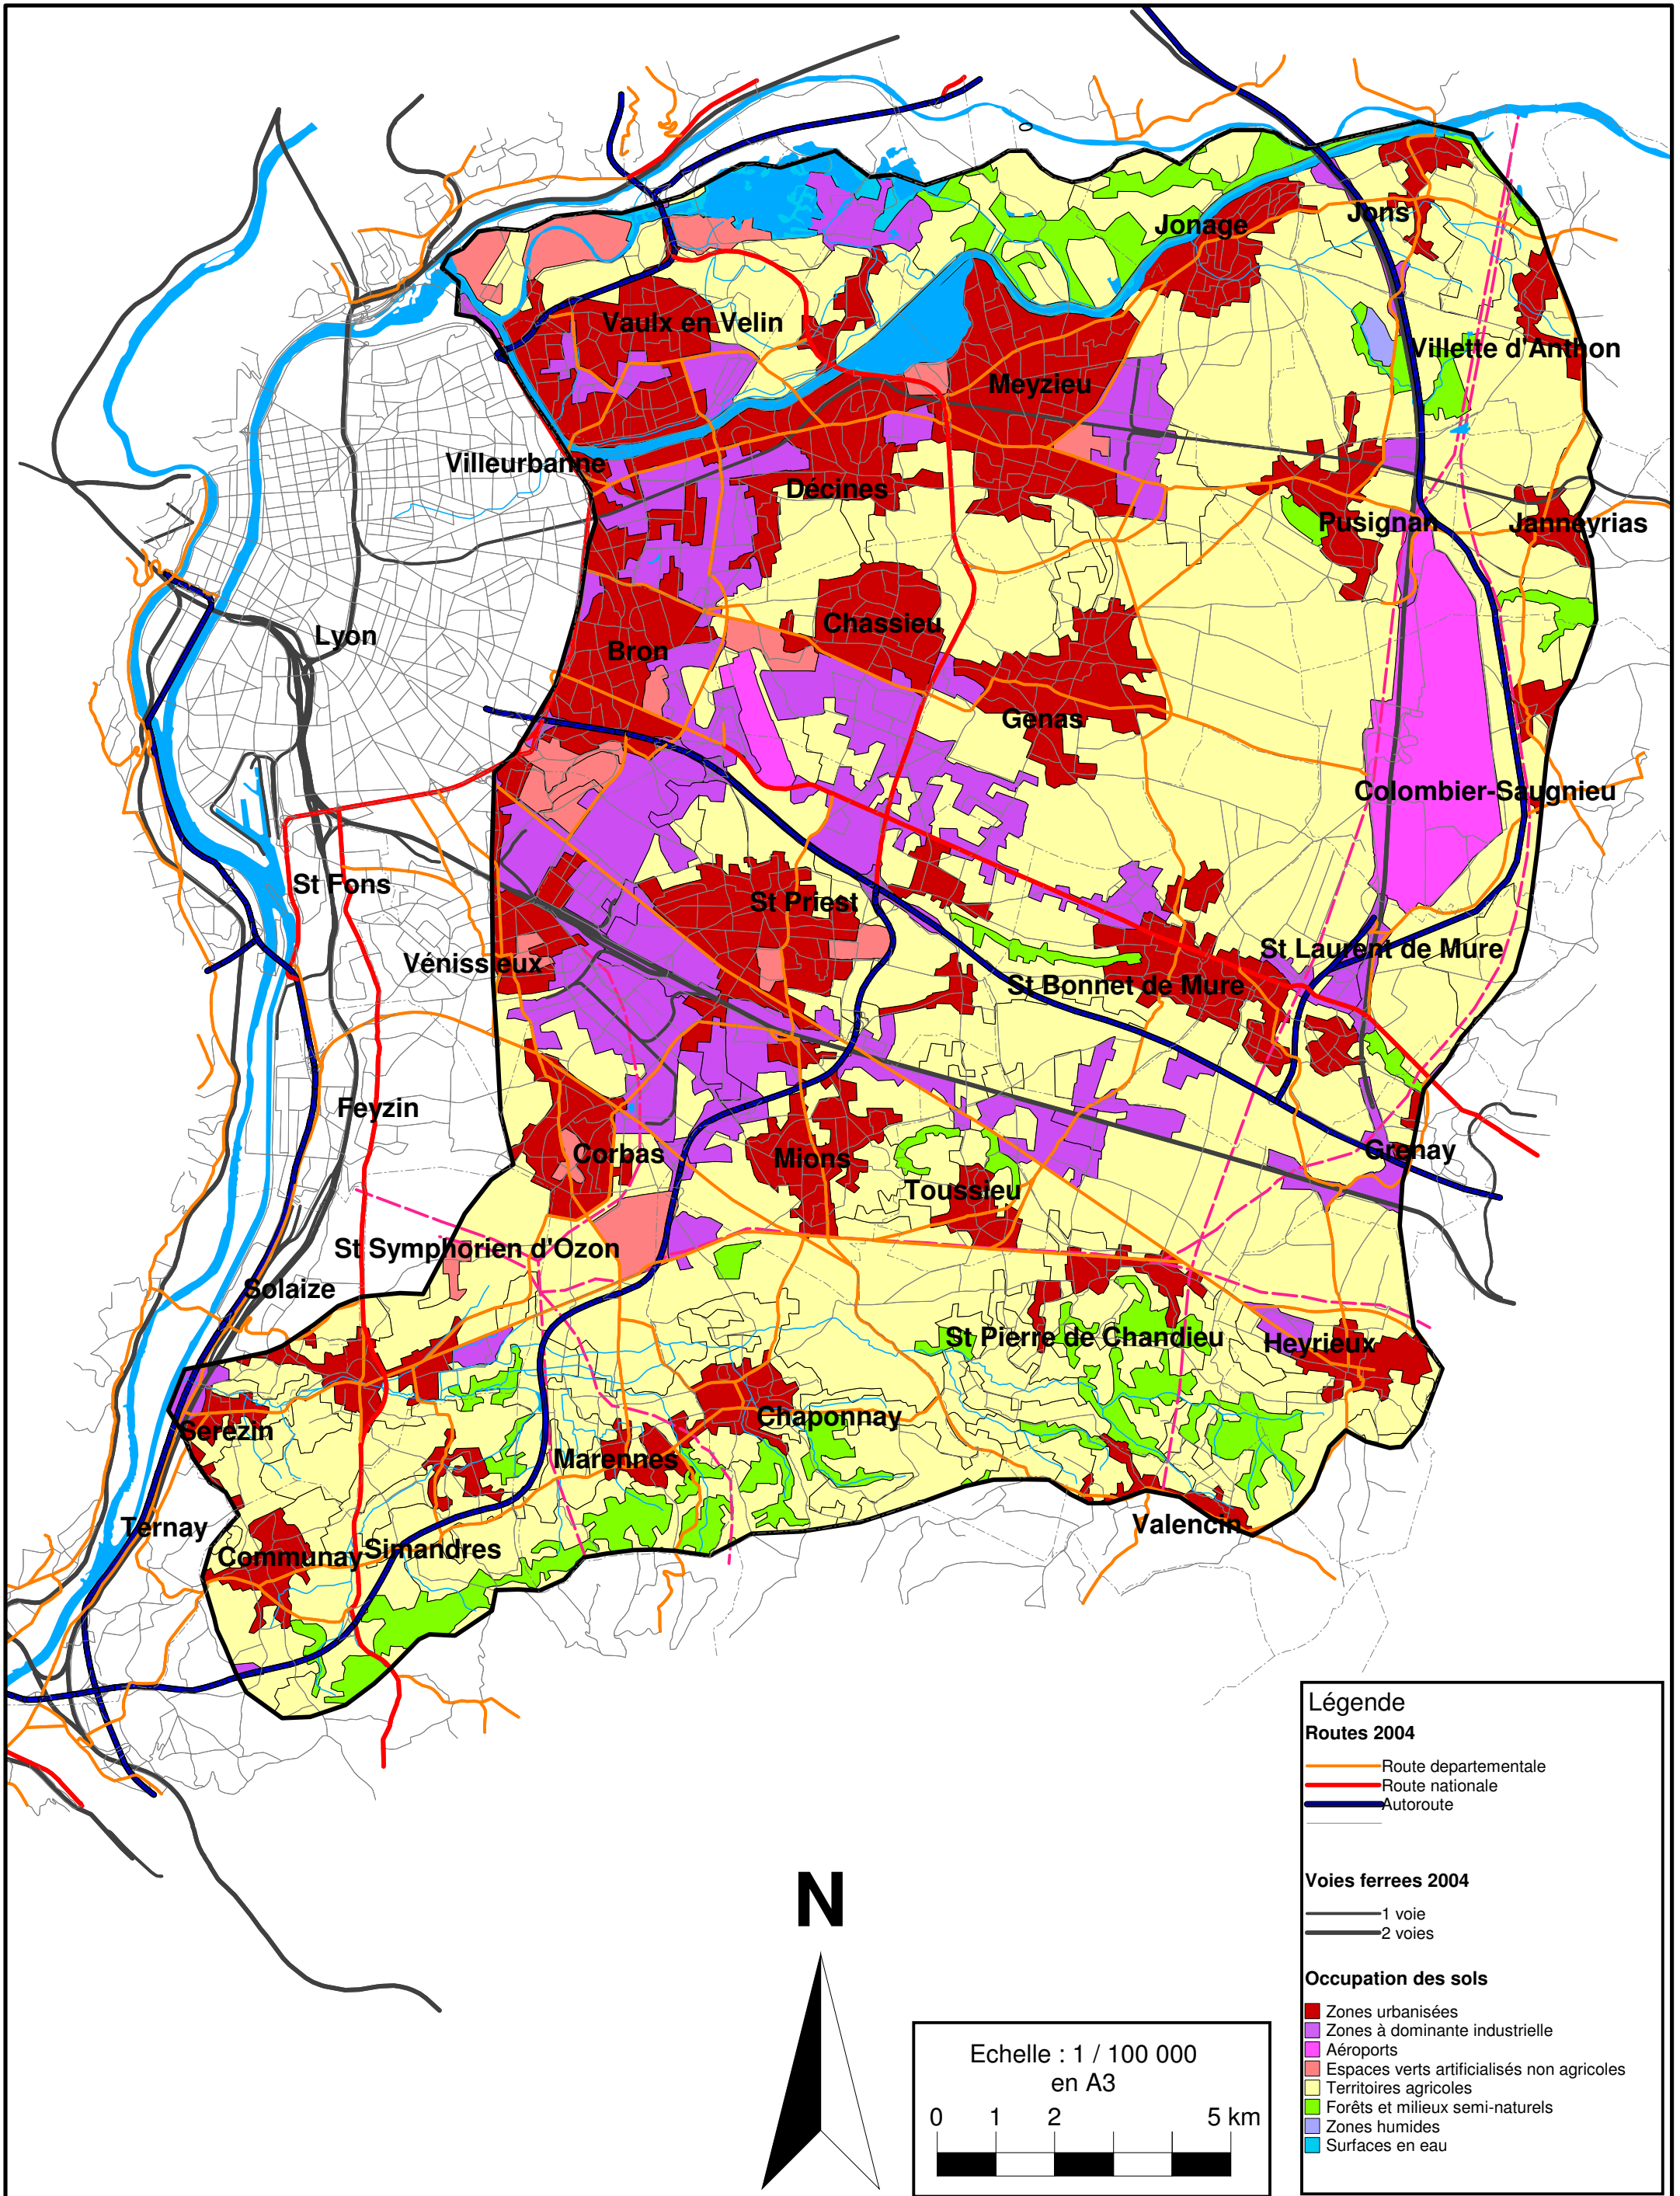 Jonage
Jons
Vaulx en Velin
Villette d'Anthon
Meyzieu
Villeurbanne
Décines
Pusignan
Janneyrias
Chassieu
Lyon
Bron
Genas
Colombier-Saugnieu
St Fons
St Priest
St Laurent de Mure
Vénissieux
St Bonnet de Mure
Feyzin
Corbas
Mions
Grenay
Toussieu
St Symphorien d'Ozon
Solaize
St Pierre de Chandieu
Heyrieux
Chaponnay
Serezin
Marennes
Ternay
Valencin
Communay
Simandres
Légende
Routes 2004
Route departementale
Route nationale
Autoroute
Voies ferrees 2004
1 voie
2 voies
Occupation des sols
Zones urbanisées
Zones à dominante industrielle
Aéroports
Espaces verts artificialisés non agricoles
Territoires agricoles
Forêts et milieux semi-naturels
Zones humides
Surfaces en eau
N
Echelle : 1 / 100 000
en A3
0 1 2 5 km